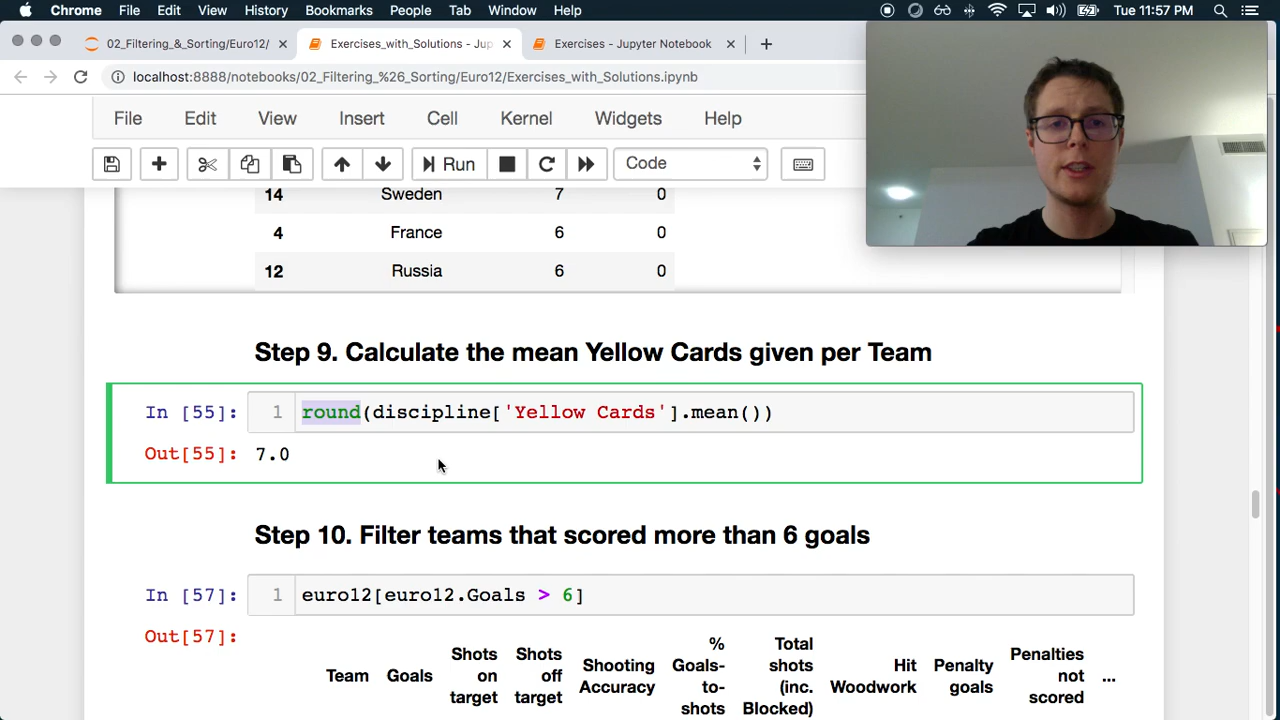 Chrome File Edit View History Bookmarks People Tab Window Help Tue 11:57 PM
02_Filtering_&_Sorting/Euro12/ Exercises_with_Solutions - Jup Exercises - Jupyter Notebook
localhost:8888/notebooks/02_Filtering_%26_Sorting/Euro12/Exercises_with_Solutions.ipynb
File Edit View Insert Cell Kernel Widgets Help
Run Code
14 Sweden 7 0
4 France 6 0
12 Russia 6 0
Step 9. Calculate the mean Yellow Cards given per Team
In [55]: 1 round(discipline['Yellow Cards'].mean())
Out[55]: 7.0
Step 10. Filter teams that scored more than 6 goals
In [57]: 1 euro12[euro12.Goals > 6]
Out[57]:
Team Goals Shots on target Shots off target Shooting Accuracy % Goals-to-shots Total shots (inc. Blocked) Hit Woodwork Penalty goals Penalties not scored ...